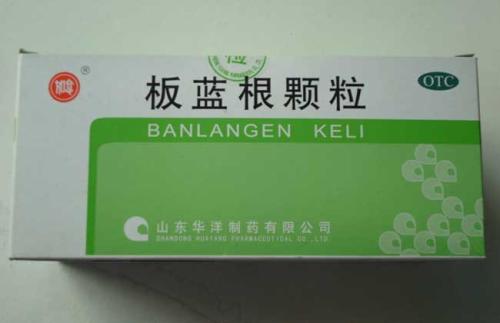 板蓝根颗粒
OTC
BANLANGEN KELI
山东华洋制药有限公司
SHANDONG HUAYANG PHARMACEUTICAL CO., LTD.